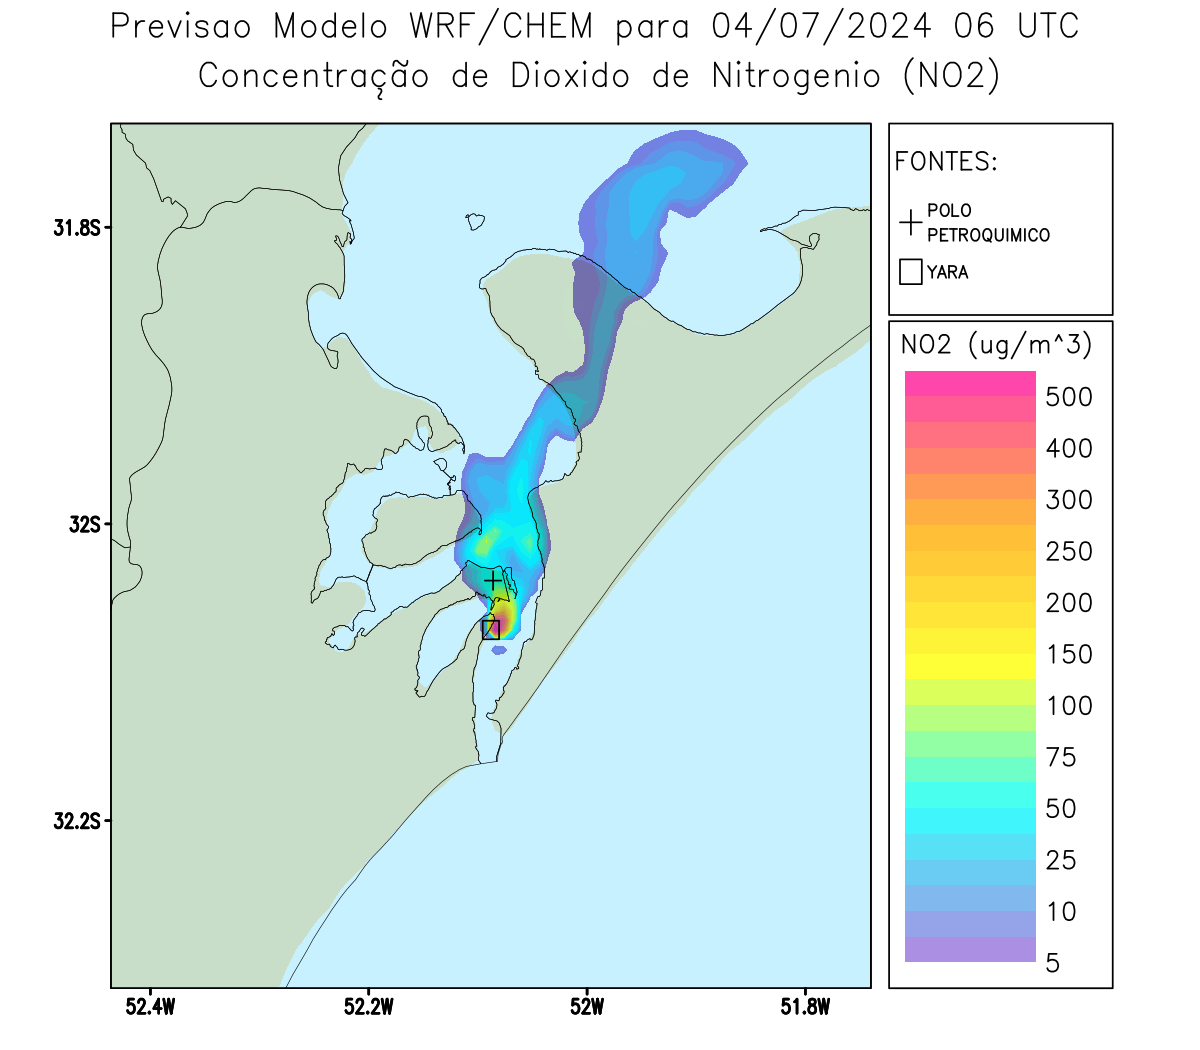 Previsao Modelo WRF/CHEM para 04/07/2024 06 UTC
Concentração de Dioxido de Nitrogenio (NO2)
FONTES:
POLO
PETROQUIMICO
YARA
NO2 (ug/m^3)
500
400
300
250
200
150
100
75
50
25
10
5
31.8S
32S
32.2S
52.4W
52.2W
52W
51.8W